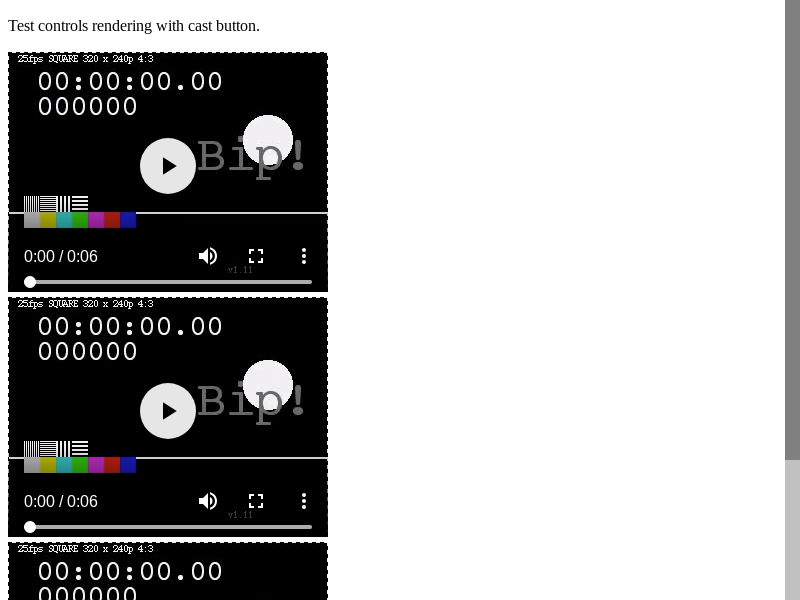 Test controls rendering with cast button.
25fps SQUARE 320 x 240p 4:3
00:00:00.00
000000
Bip!
0:00 / 0:06
v1.11
25fps SQUARE 320 x 240p 4:3
00:00:00.00
000000
Bip!
0:00 / 0:06
v1.11
25fps SQUARE 320 x 240p 4:3
00:00:00.00
000000